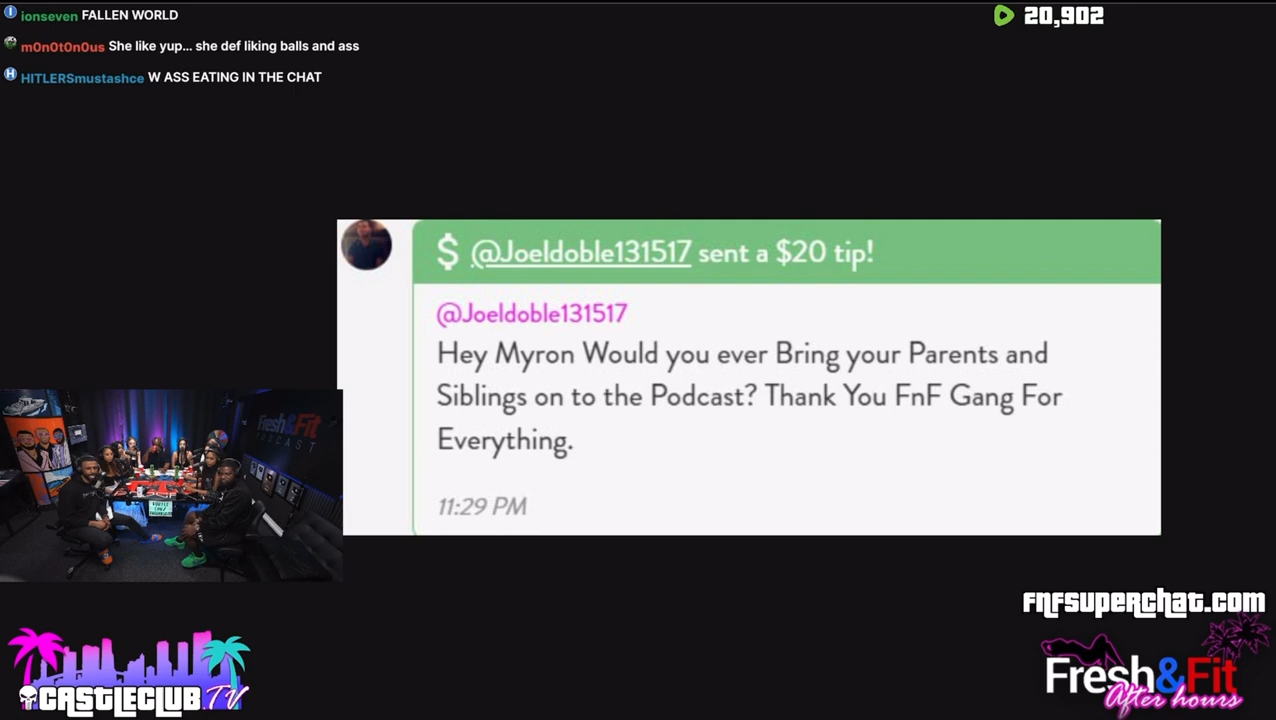 ionseven FALLEN WORLD
20,902
m0n0t0n0us She like yup... she def liking balls and ass
HITLERSmustashce W ASS EATING IN THE CHAT
$ @Joeldoble131517 sent a $20 tip!
@Joeldoble131517
Hey Myron Would you ever Bring your Parents and
Siblings on to the Podcast? Thank You FnF Gang For
Everything.
11:29 PM
Fresh&Fit
PODCAST
FNFSUPERCHAT.COM
CASTLECLUB TV
Fresh&Fit
After hours